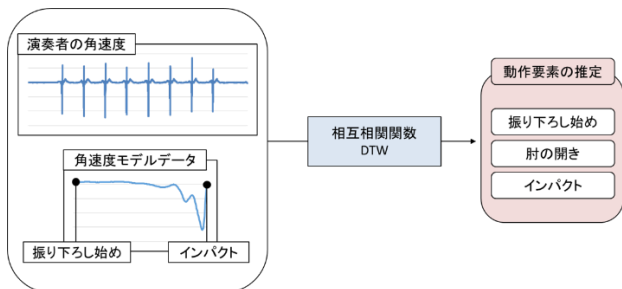 演奏者の角速度
角速度モデルデータ
振り下ろし始め
インパクト
相互相関関数
DTW
動作要素の推定
振り下ろし始め
肘の開き
インパクト